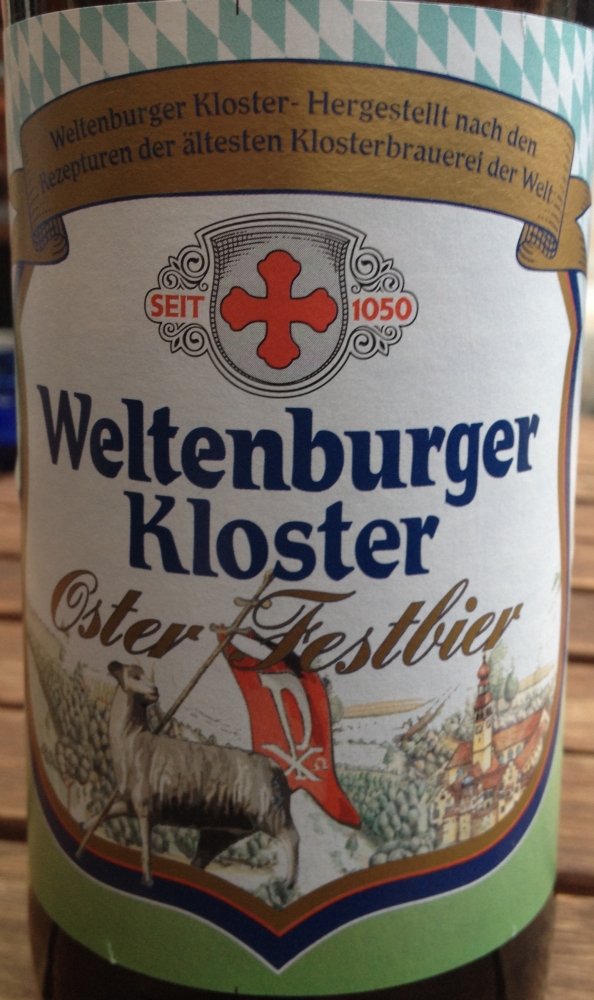 Weltenburger Kloster- Hergestellt nach den
Rezepturen der ältesten Klosterbrauerei der Welt
SEIT 1050
Weltenburger
Kloster
Oster Festbier
Ω